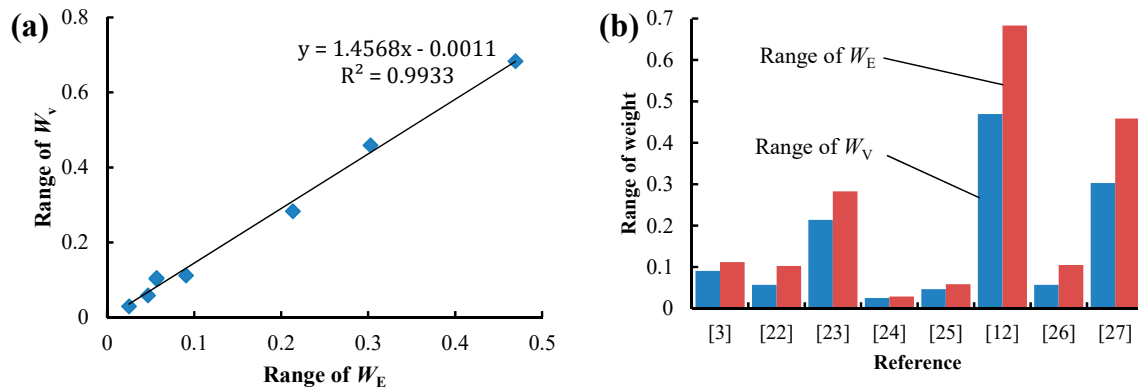 (a)
0.8
0.6
0.4
0.2
0
y = 1.4568x - 0.0011
R² = 0.9933
Range of Wv
0 0.1 0.2 0.3 0.4 0.5
Range of WE
(b)
0.7
0.6
0.5
0.4
0.3
0.2
0.1
0
Range of weight
Range of WE
Range of WV
[3] [22] [23] [24] [25] [12] [26] [27]
Reference